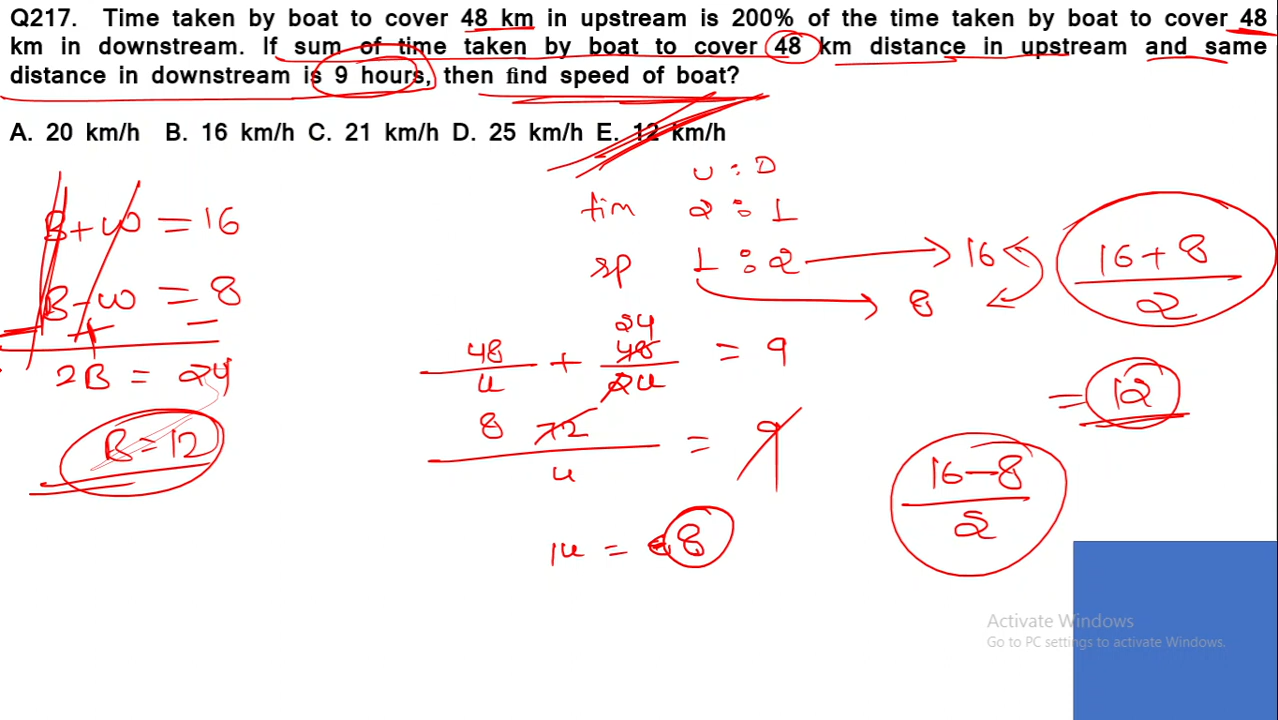 Q217. Time taken by boat to cover 48 km in upstream is 200% of the time taken by boat to cover 48
km in downstream. If sum of time taken by boat to cover 48 km distance in upstream and same
distance in downstream is 9 hours, then find speed of boat?
A. 20 km/h B. 16 km/h C. 21 km/h D. 25 km/h E. 12 km/h
U : D
tim 2 : 1
sp 1 : 2 → 16
→ 8
B + w = 16
B - w = 8
2B = 24
B = 12
48/u + 48/2u = 9
24
8 72/u = 9
1u = 8
16 + 8
2
= 12
16 - 8
2
Activate Windows
Go to PC settings to activate Windows.